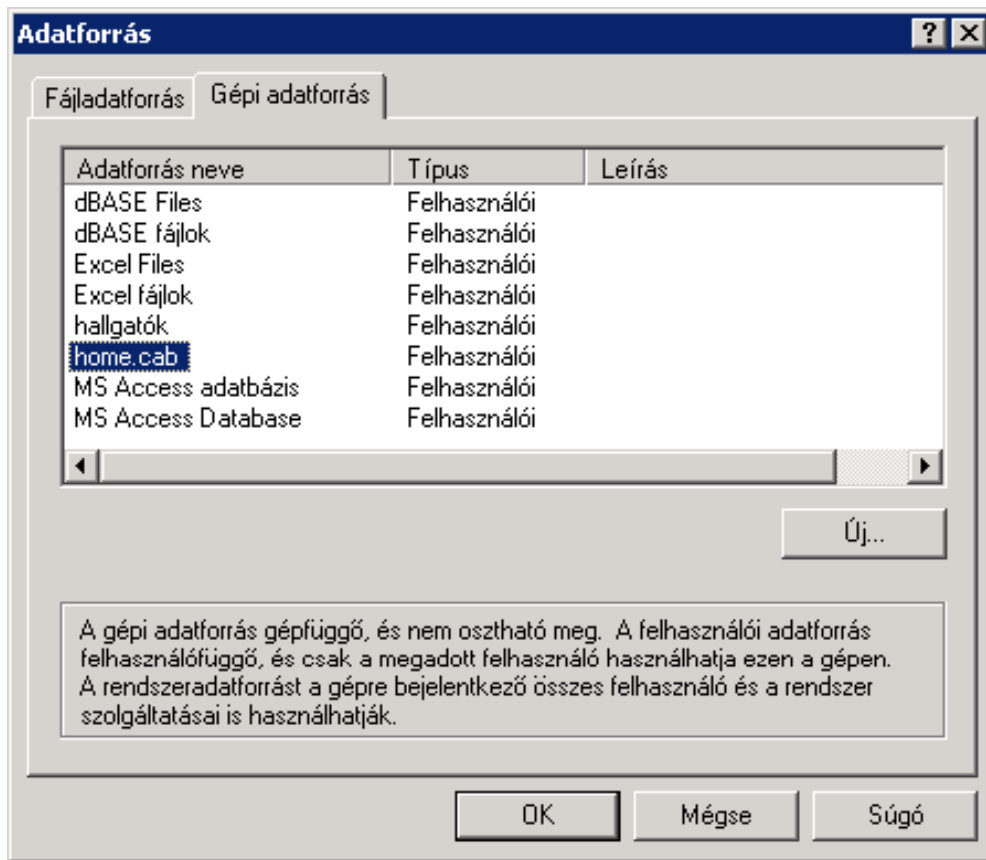 Adatforrás
Fájladatforrás Gépi adatforrás
Adatforrás neve Típus Leírás
dBASE Files Felhasználói
dBASE fájlok Felhasználói
Excel Files Felhasználói
Excel fájlok Felhasználói
hallgatók Felhasználói
home.cab Felhasználói
MS Access adatbázis Felhasználói
MS Access Database Felhasználói
Új...
A gépi adatforrás gépfüggő, és nem osztható meg. A felhasználói adatforrás
felhasználófüggő, és csak a megadott felhasználó használhatja ezen a gépen.
A rendszeradatforrást a gépre bejelentkező összes felhasználó és a rendszer
szolgáltatásai is használhatják.
OK Mégse Súgó